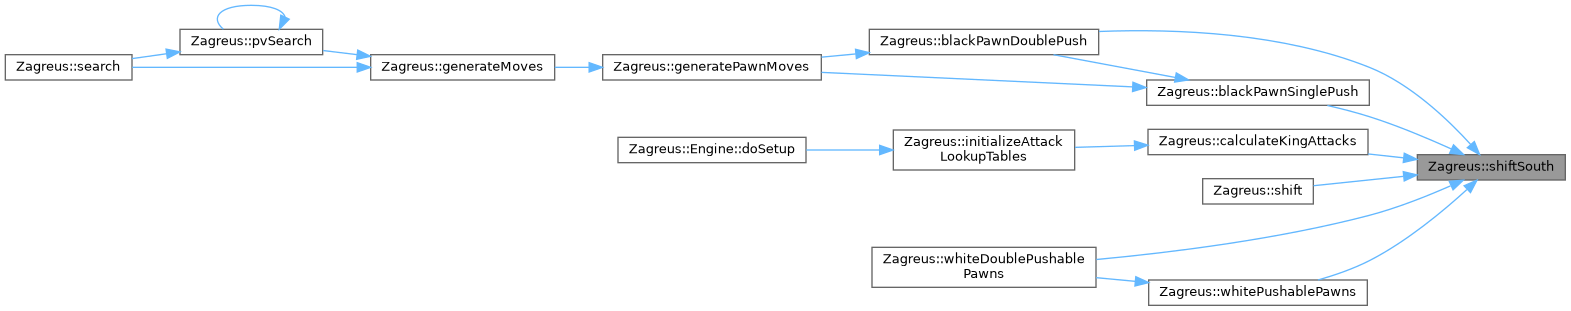 Zagreus::search
Zagreus::pvSearch
Zagreus::generateMoves
Zagreus::generatePawnMoves
Zagreus::blackPawnDoublePush
Zagreus::blackPawnSinglePush
Zagreus::Engine::doSetup
Zagreus::initializeAttack
LookupTables
Zagreus::calculateKingAttacks
Zagreus::shiftSouth
Zagreus::shift
Zagreus::whiteDoublePushable
Pawns
Zagreus::whitePushablePawns